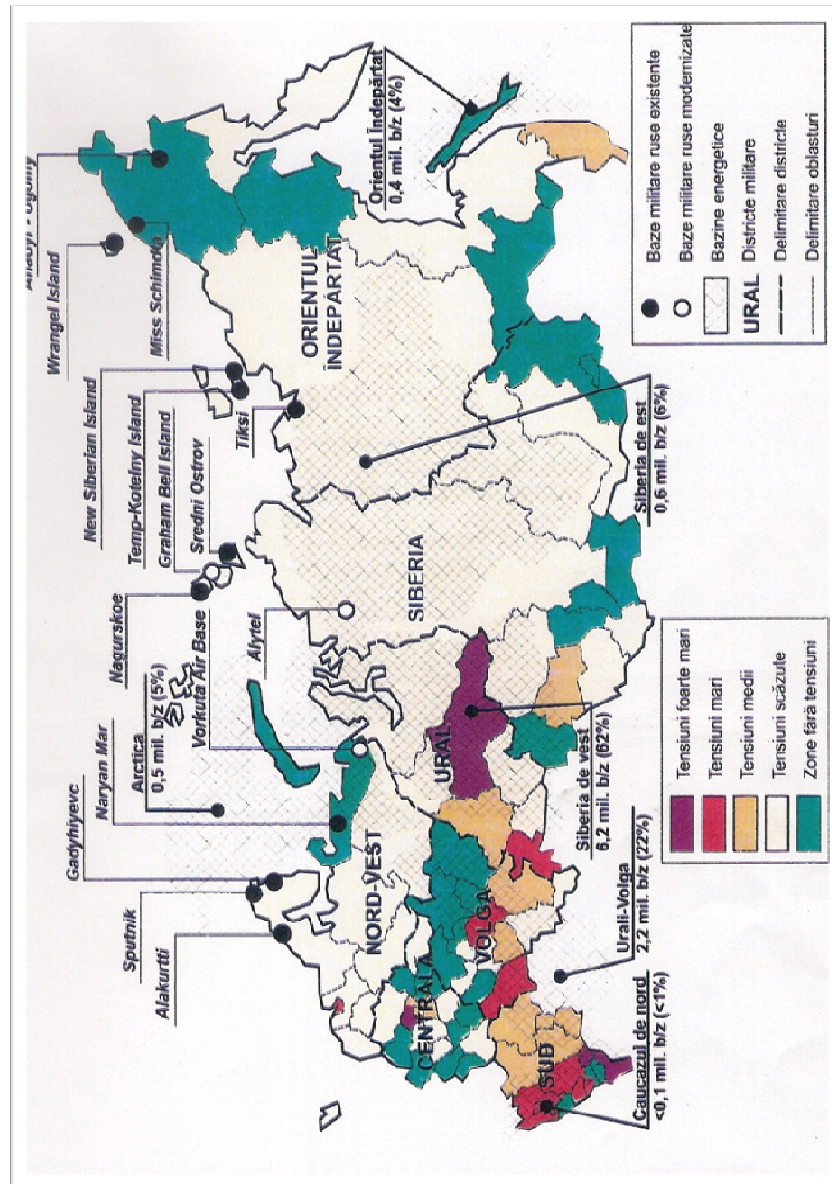 Wrangel Island
Miss Schimdta
New Siberian Island
Temp-Kotelny Island
Graham Bell Island
Sredni Ostrov
Tiksi
Nagurskoe
Vorkuta Air Base
Alytel
Arctica
0,5 mil. b/z (5%)
Naryan Mar
Sputnik
Alakurtti
Orientul îndepărtat
0,4 mil. b/z (4%)
ORIENTUL
ÎNDEPĂRTAT
SIBERIA
URAL
NORD-VEST
VOLGA
CENTRALA
SUD
Siberia de est
0,6 mil. b/z (6%)
Siberia de vest
6,2 mil. b/z (62%)
Urali-Volga
2,2 mil. b/z (22%)
Caucazul de nord
<0,1 mil. b/z (<1%)
Baze militare ruse existente
Baze militare ruse modernizate
Bazine energetice
URAL Districte militare
Delimitare districte
Delimitare oblasturi
Tensiuni foarte mari
Tensiuni mari
Tensiuni medii
Tensiuni scăzute
Zone fără tensiuni